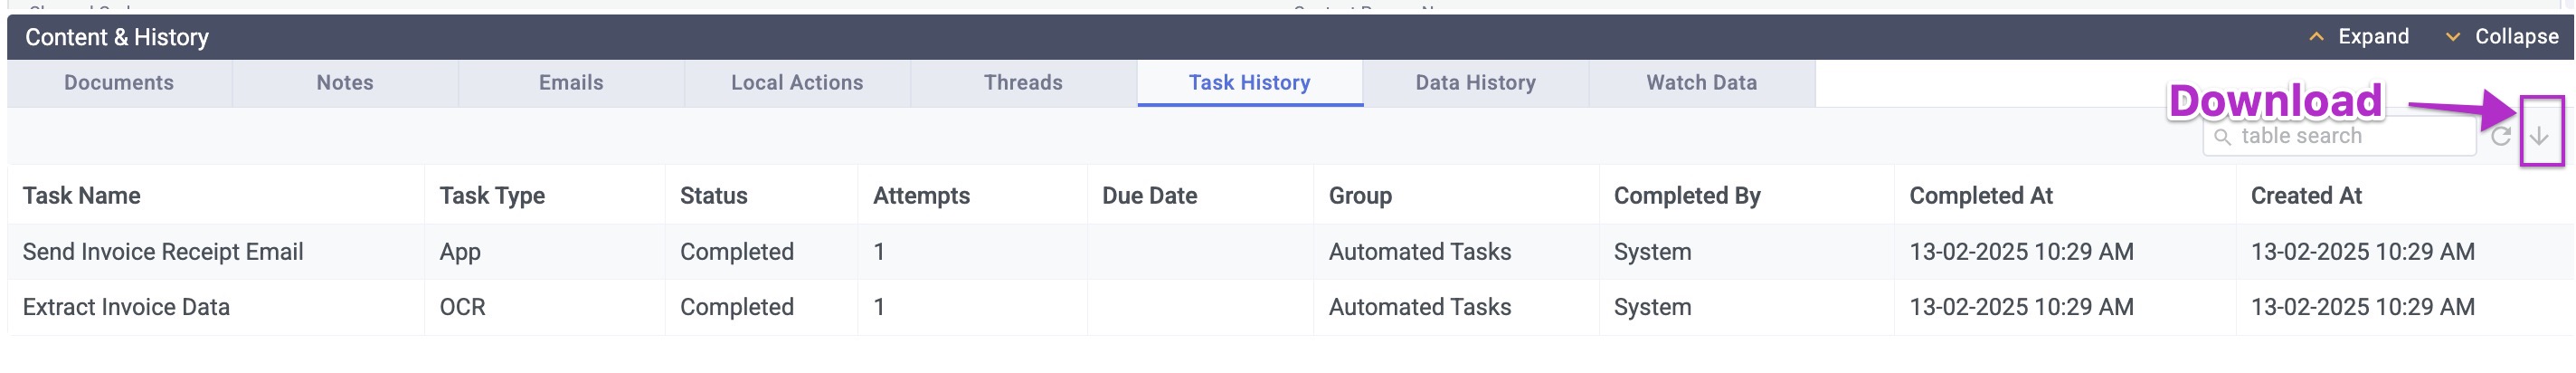 Content & History Expand Collapse
Documents Notes Emails Local Actions Threads Task History Data History Watch Data
Download
table search
Task Name Task Type Status Attempts Due Date Group Completed By Completed At Created At
Send Invoice Receipt Email App Completed 1 Automated Tasks System 13-02-2025 10:29 AM 13-02-2025 10:29 AM
Extract Invoice Data OCR Completed 1 Automated Tasks System 13-02-2025 10:29 AM 13-02-2025 10:29 AM